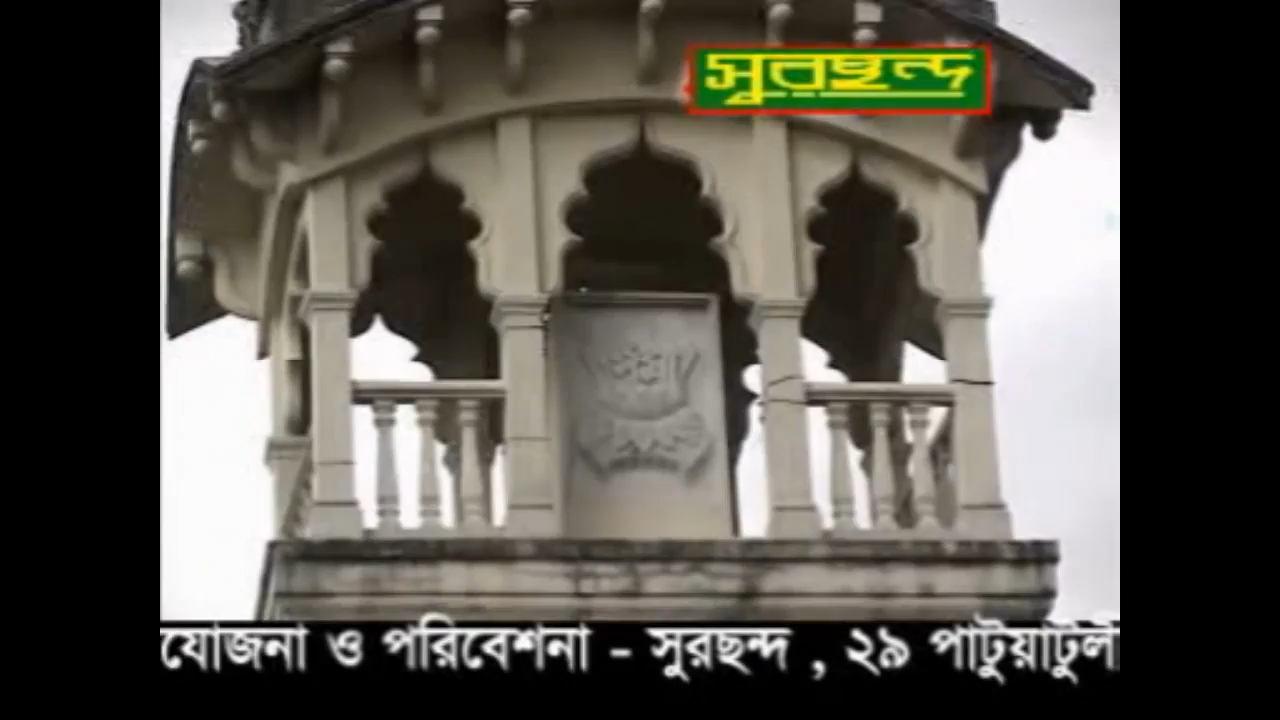 সুরছন্দ
যোজনা ও পরিবেশনা - সুরছন্দ , ২৯ পাটুয়াটুলী